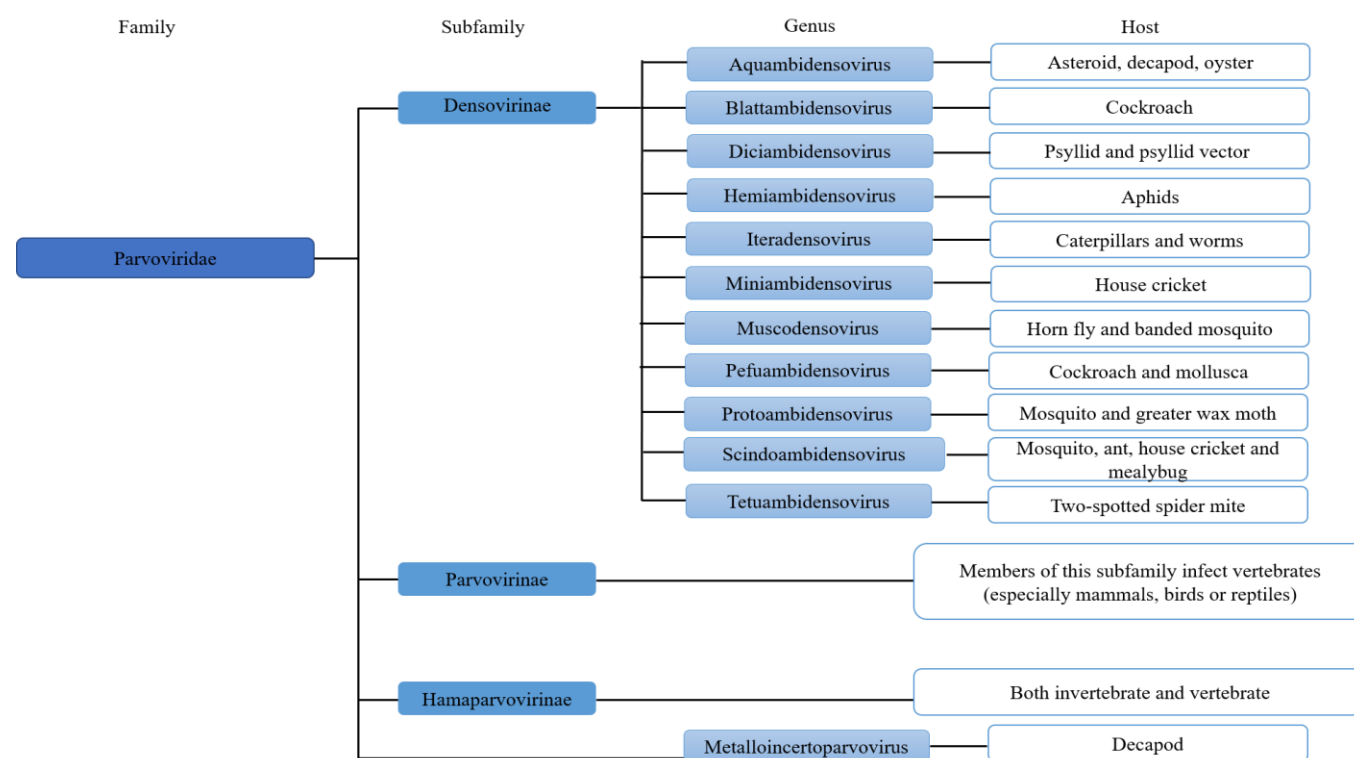 Family Subfamily Genus Host
Aquambidensovirus Asteroid, decapod, oyster
Densovirinae Blattambidensovirus Cockroach
Diciambidensovirus Psyllid and psyllid vector
Hemiambidensovirus Aphids
Iteradensovirus Caterpillars and worms
Parvoviridae
Miniambidensovirus House cricket
Muscodensovirus Horn fly and banded mosquito
Pefuambidensovirus Cockroach and mollusca
Protoambidensovirus Mosquito and greater wax moth
Scindoambidensovirus Mosquito, ant, house cricket and
mealybug
Tetuambidensovirus Two-spotted spider mite
Parvovirinae Members of this subfamily infect vertebrates
(especially mammals, birds or reptiles)
Hamaparvovirinae Both invertebrate and vertebrate
Metalloincertoparvovirus Decapod